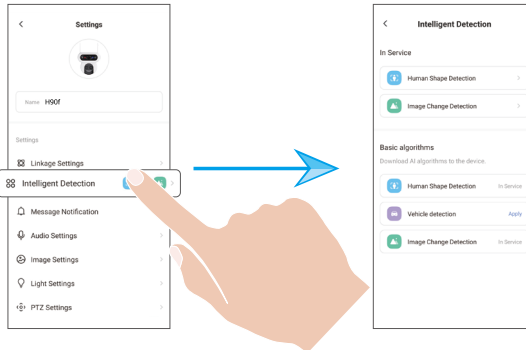 Settings
Name H90f
Settings
Linkage Settings
Intelligent Detection
Message Notification
Audio Settings
Image Settings
Light Settings
PTZ Settings
Intelligent Detection
In Service
Human Shape Detection
Image Change Detection
Basic algorithms
Download AI algorithms to the device.
Human Shape Detection In Service
Vehicle detection Apply
Image Change Detection In Service